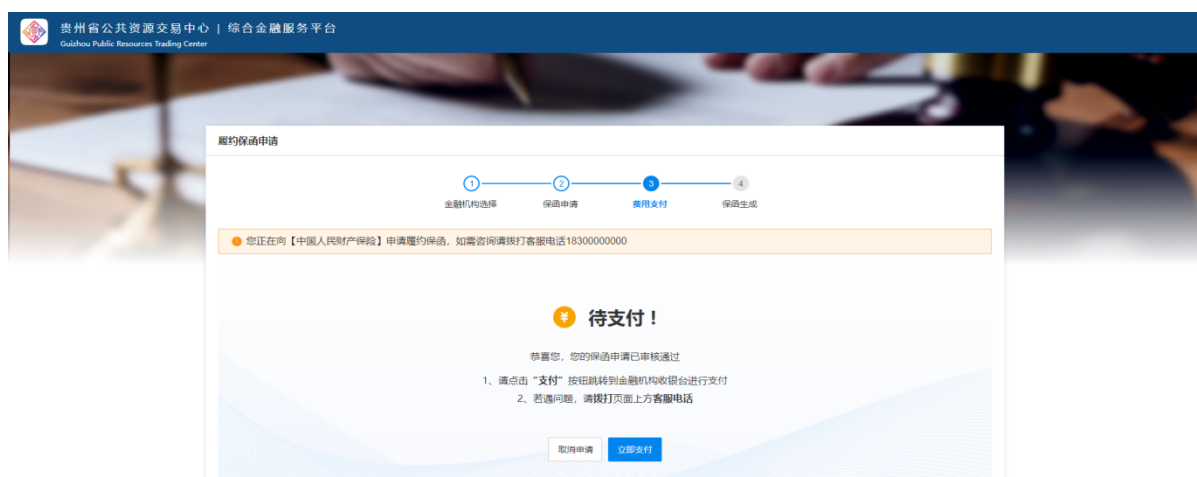 贵州省公共资源交易中心 | 综合金融服务平台
Guizhou Public Resources Trading Center
履约保函申请
1 2 3 4
金融机构选择 保函申请 费用支付 保函生成
您正在向【中国人民财产保险】申请履约保函，如需咨询请拨打客服电话18300000000
¥ 待支付！
恭喜您，您的保函申请已审核通过
1、请点击“支付”按钮跳转到金融机构收银台进行支付
2、若遇问题，请拨打页面上方客服电话
取消申请 立即支付